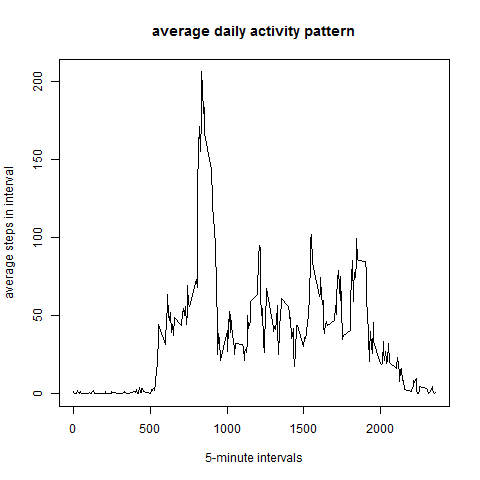 average daily activity pattern
average steps in interval
200
150
100
50
0
0 500 1000 1500 2000
5-minute intervals